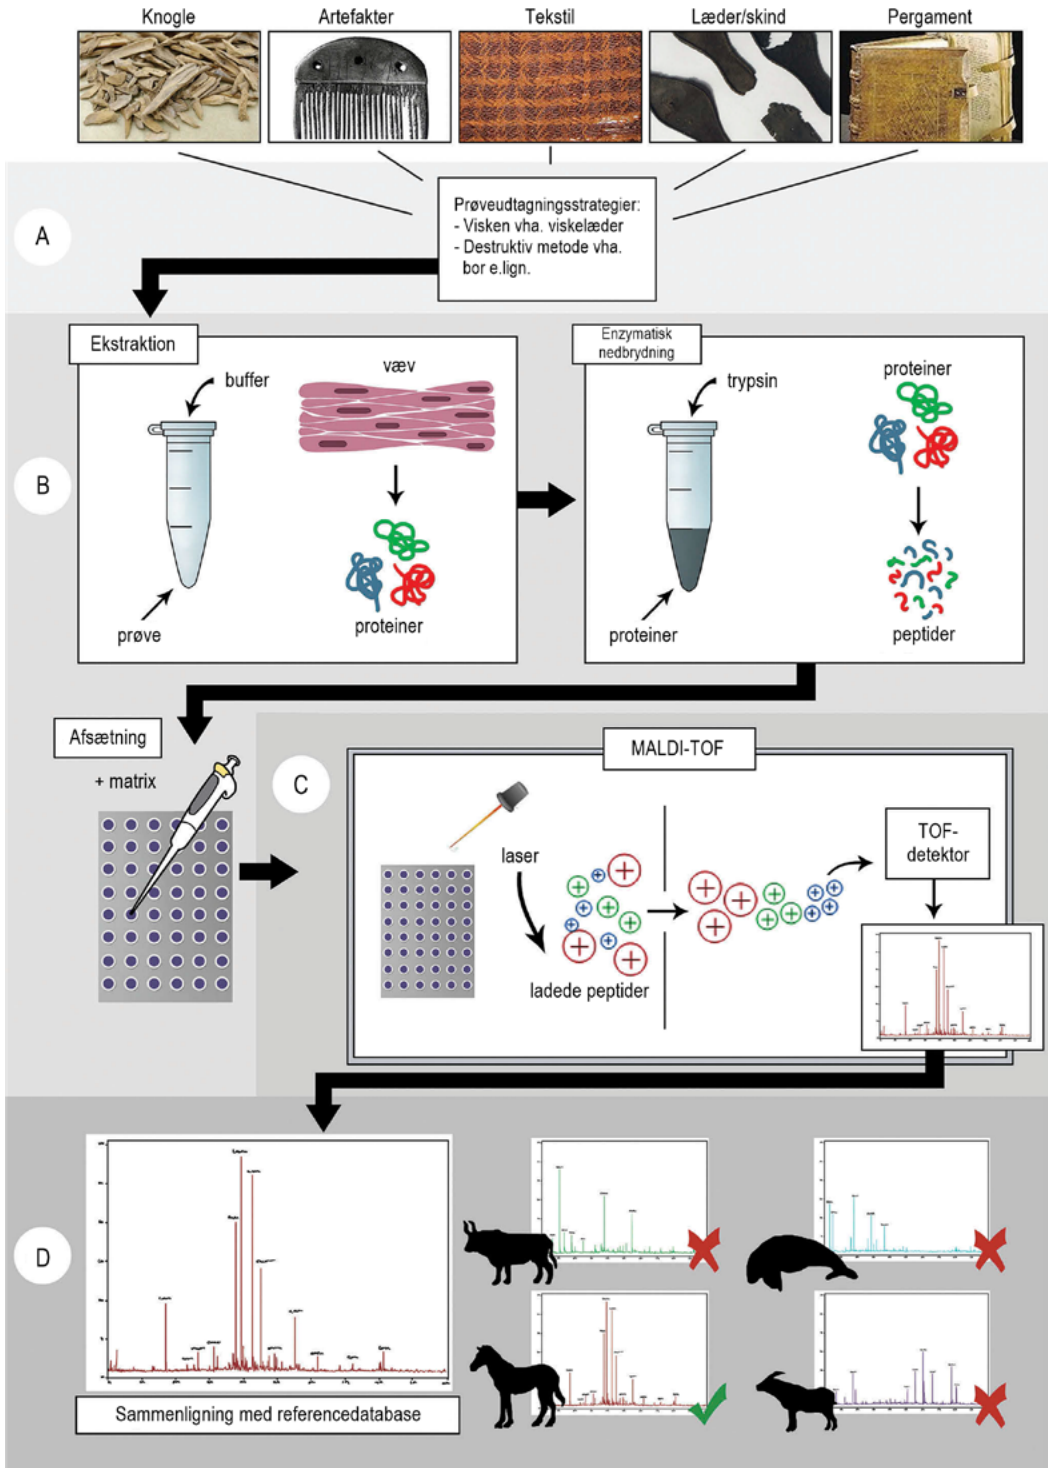 Knogle
Artefakter
Tekstil
Læder/skind
Pergament
A
Prøveudtagningsstrategier:
- Visken vha. viskelæder
- Destruktiv metode vha.
bor e.lign.
B
Ekstraktion
buffer
væv
prøve
proteiner
Enzymatisk
nedbrydning
trypsin
proteiner
proteiner
peptider
Afsætning
+ matrix
C
MALDI-TOF
laser
ladede peptider
TOF-
detektor
D
Sammenligning med referencedatabase